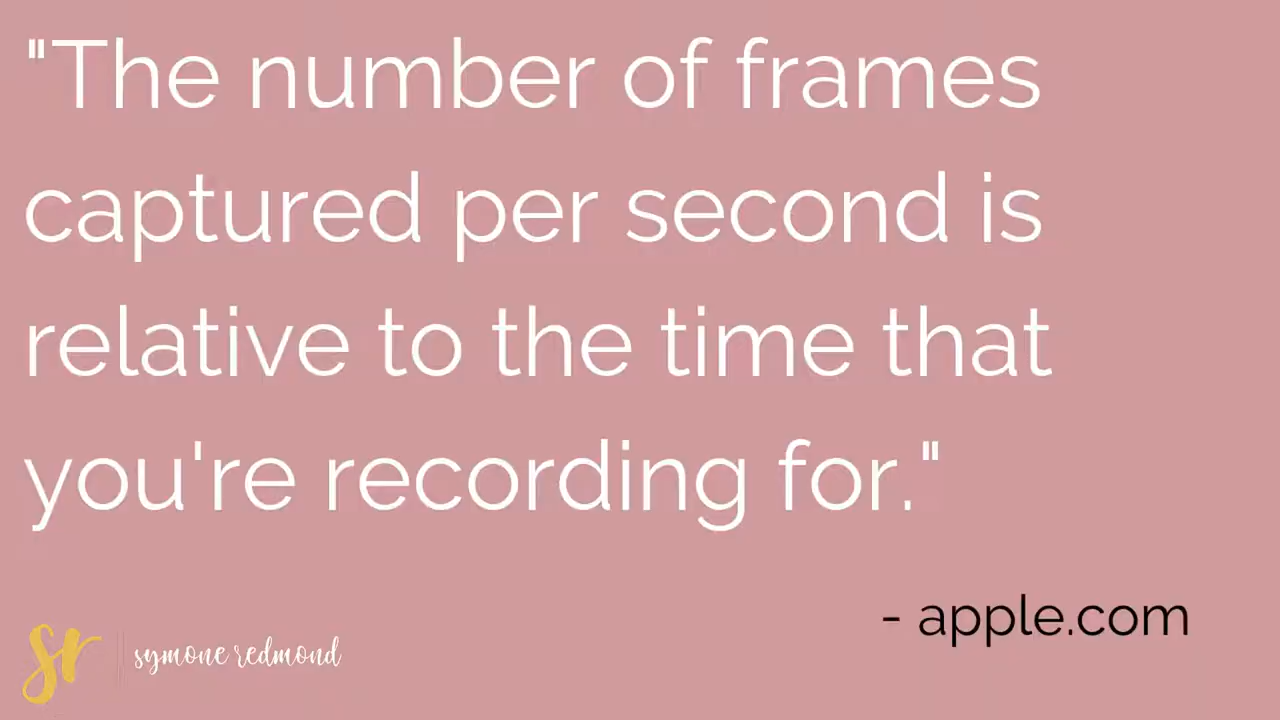 "The number of frames
captured per second is
relative to the time that
you're recording for."
- apple.com
sr symone redmond